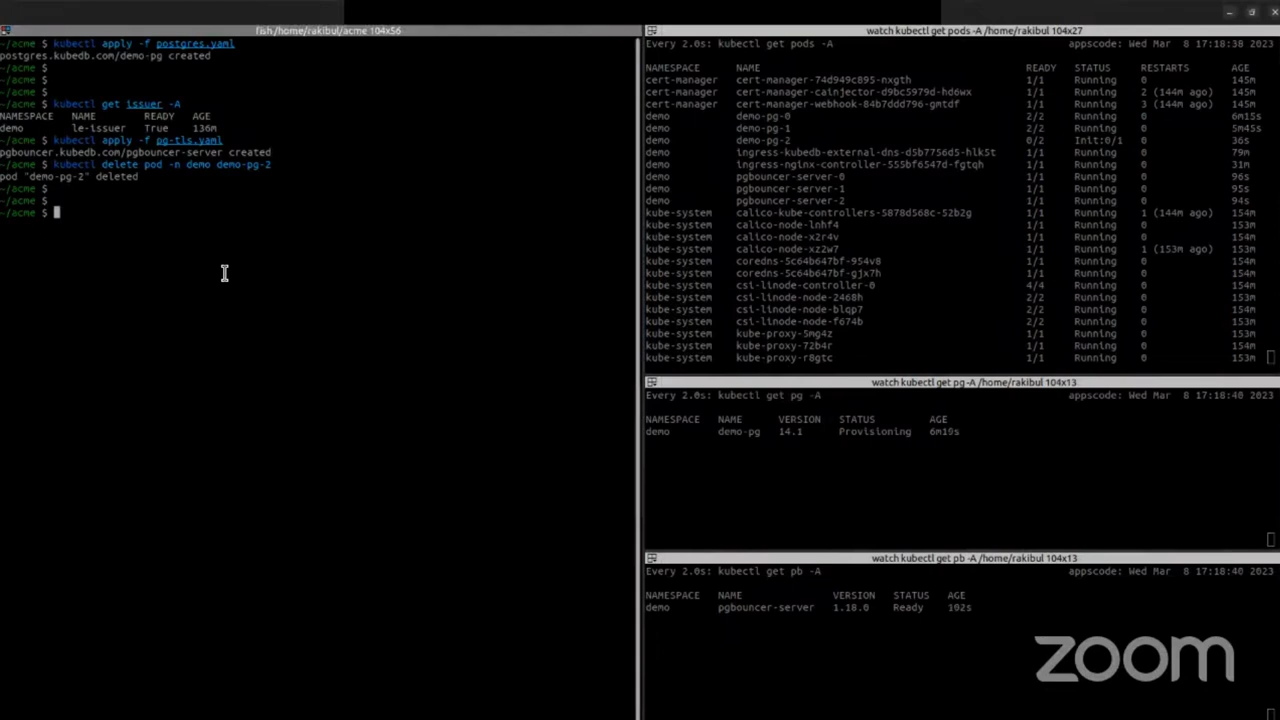 fish /home/rakibul/acme 104x56
~/acme $ kubectl apply -f postgres.yaml
postgres.kubedb.com/demo-pg created
~/acme $
~/acme $
~/acme $
~/acme $ kubectl get issuer -A
NAMESPACE NAME READY AGE
demo le-issuer True 136m
~/acme $ kubectl apply -f pg-tls.yaml
pgbouncer.kubedb.com/pgbouncer-server created
~/acme $ kubectl delete pod -n demo demo-pg-2
pod "demo-pg-2" deleted
~/acme $
~/acme $
~/acme $
watch kubectl get pods -A /home/rakibul 104x27
Every 2.0s: kubectl get pods -A appscode: Wed Mar 8 17:18:38 2023
NAMESPACE NAME READY STATUS RESTARTS AGE
cert-manager cert-manager-74d949c895-nxgth 1/1 Running 0 145m
cert-manager cert-manager-cainjector-d9bc5979d-hd6wx 1/1 Running 2 (144m ago) 145m
cert-manager cert-manager-webhook-84b7ddd796-gmtdf 1/1 Running 3 (144m ago) 145m
demo demo-pg-0 2/2 Running 0 6m15s
demo demo-pg-1 2/2 Running 0 5m45s
demo demo-pg-2 0/2 Init:0/1 0 36s
demo ingress-kubedb-external-dns-d5b7756d5-hlk5t 1/1 Running 0 79m
demo ingress-nginx-controller-555bf6547d-fgtqh 1/1 Running 0 31m
demo pgbouncer-server-0 1/1 Running 0 96s
demo pgbouncer-server-1 1/1 Running 0 95s
demo pgbouncer-server-2 1/1 Running 0 94s
kube-system calico-kube-controllers-5878d568c-52b2g 1/1 Running 1 (144m ago) 154m
kube-system calico-node-lnhf4 1/1 Running 0 153m
kube-system calico-node-x2r4v 1/1 Running 0 154m
kube-system calico-node-xz2w7 1/1 Running 1 (153m ago) 153m
kube-system coredns-5c64b647bf-954v8 1/1 Running 0 154m
kube-system coredns-5c64b647bf-gjx7h 1/1 Running 0 154m
kube-system csi-linode-controller-0 4/4 Running 0 154m
kube-system csi-linode-node-2468h 2/2 Running 0 153m
kube-system csi-linode-node-blqp7 2/2 Running 0 153m
kube-system csi-linode-node-f674b 2/2 Running 0 153m
kube-system kube-proxy-5mg4z 1/1 Running 0 153m
kube-system kube-proxy-72b4r 1/1 Running 0 154m
kube-system kube-proxy-r8gtc 1/1 Running 0 153m
watch kubectl get pg -A /home/rakibul 104x13
Every 2.0s: kubectl get pg -A appscode: Wed Mar 8 17:18:40 2023
NAMESPACE NAME VERSION STATUS AGE
demo demo-pg 14.1 Provisioning 6m19s
watch kubectl get pb -A /home/rakibul 104x13
Every 2.0s: kubectl get pb -A appscode: Wed Mar 8 17:18:40 2023
NAMESPACE NAME VERSION STATUS AGE
demo pgbouncer-server 1.18.0 Ready 102s
zoom